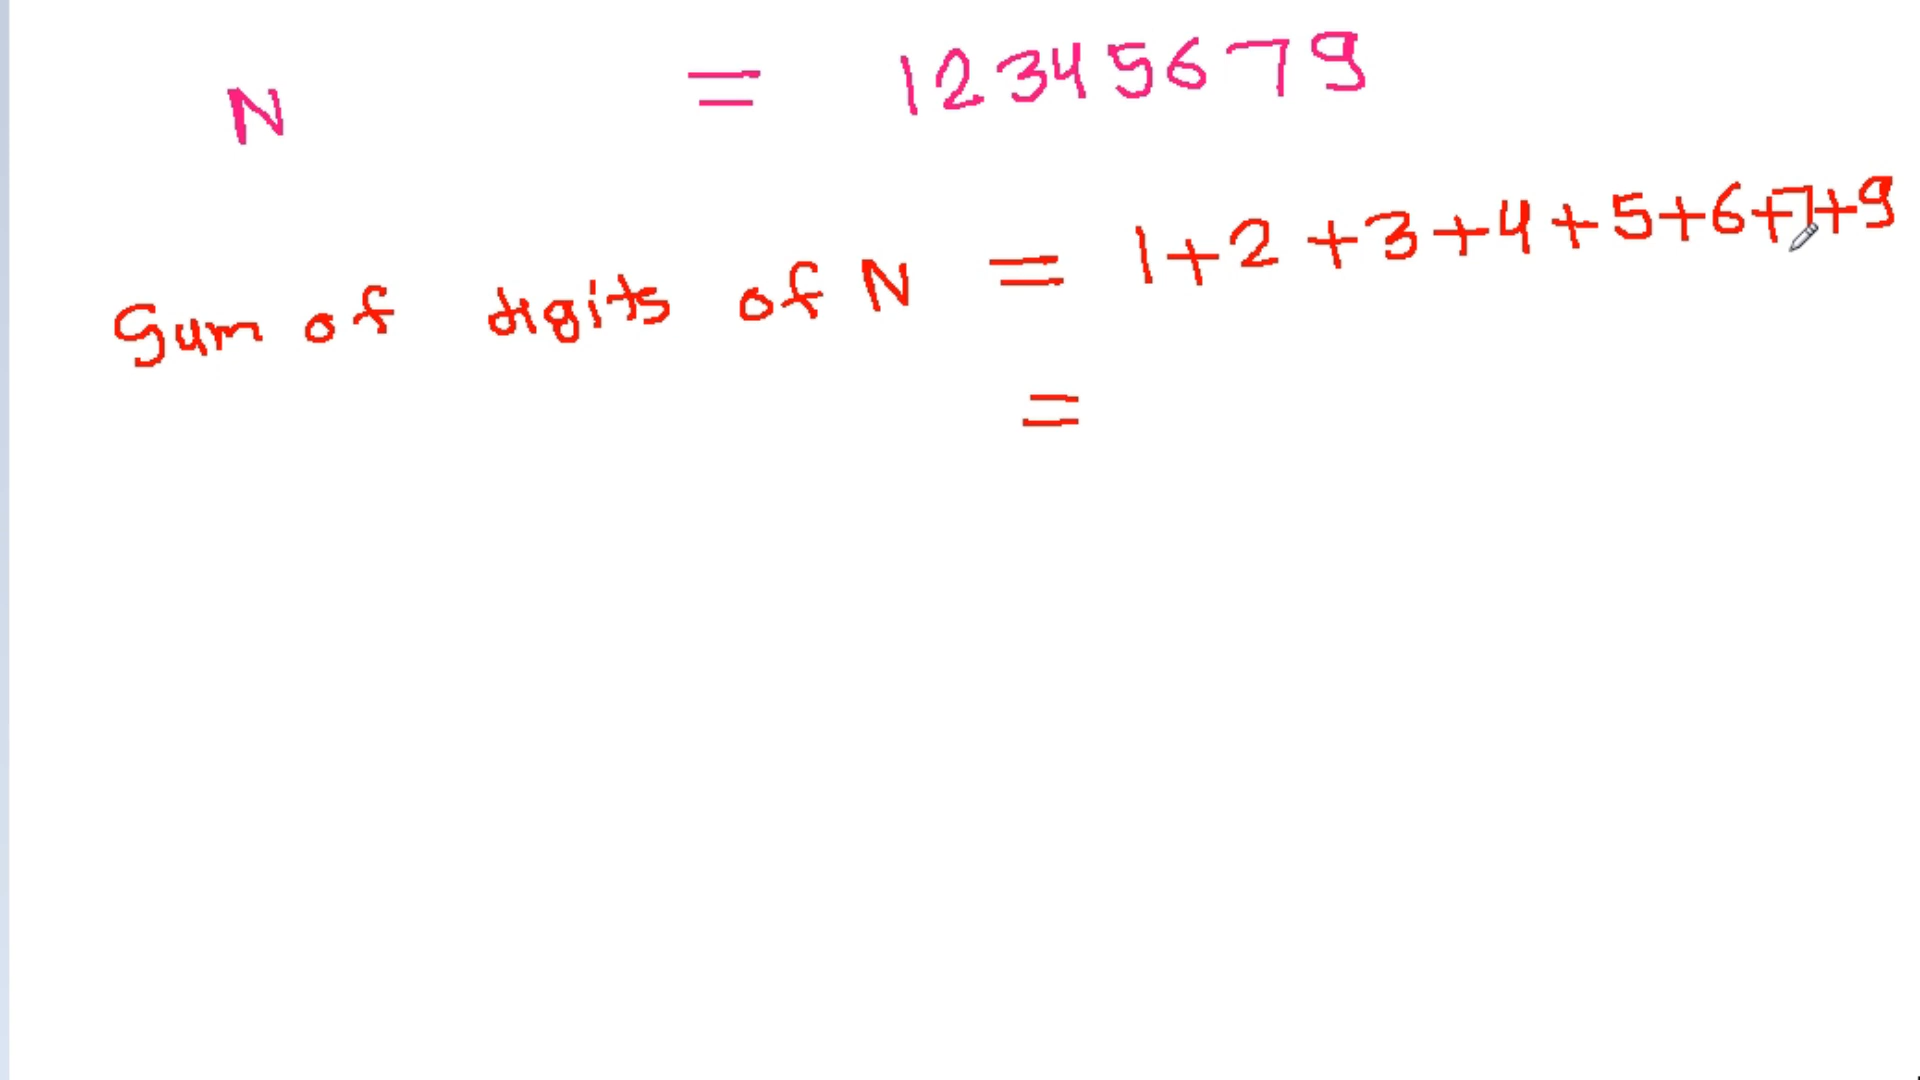 N = 12345679
Sum of digits of N = 1+2+3+4+5+6+7+9
=